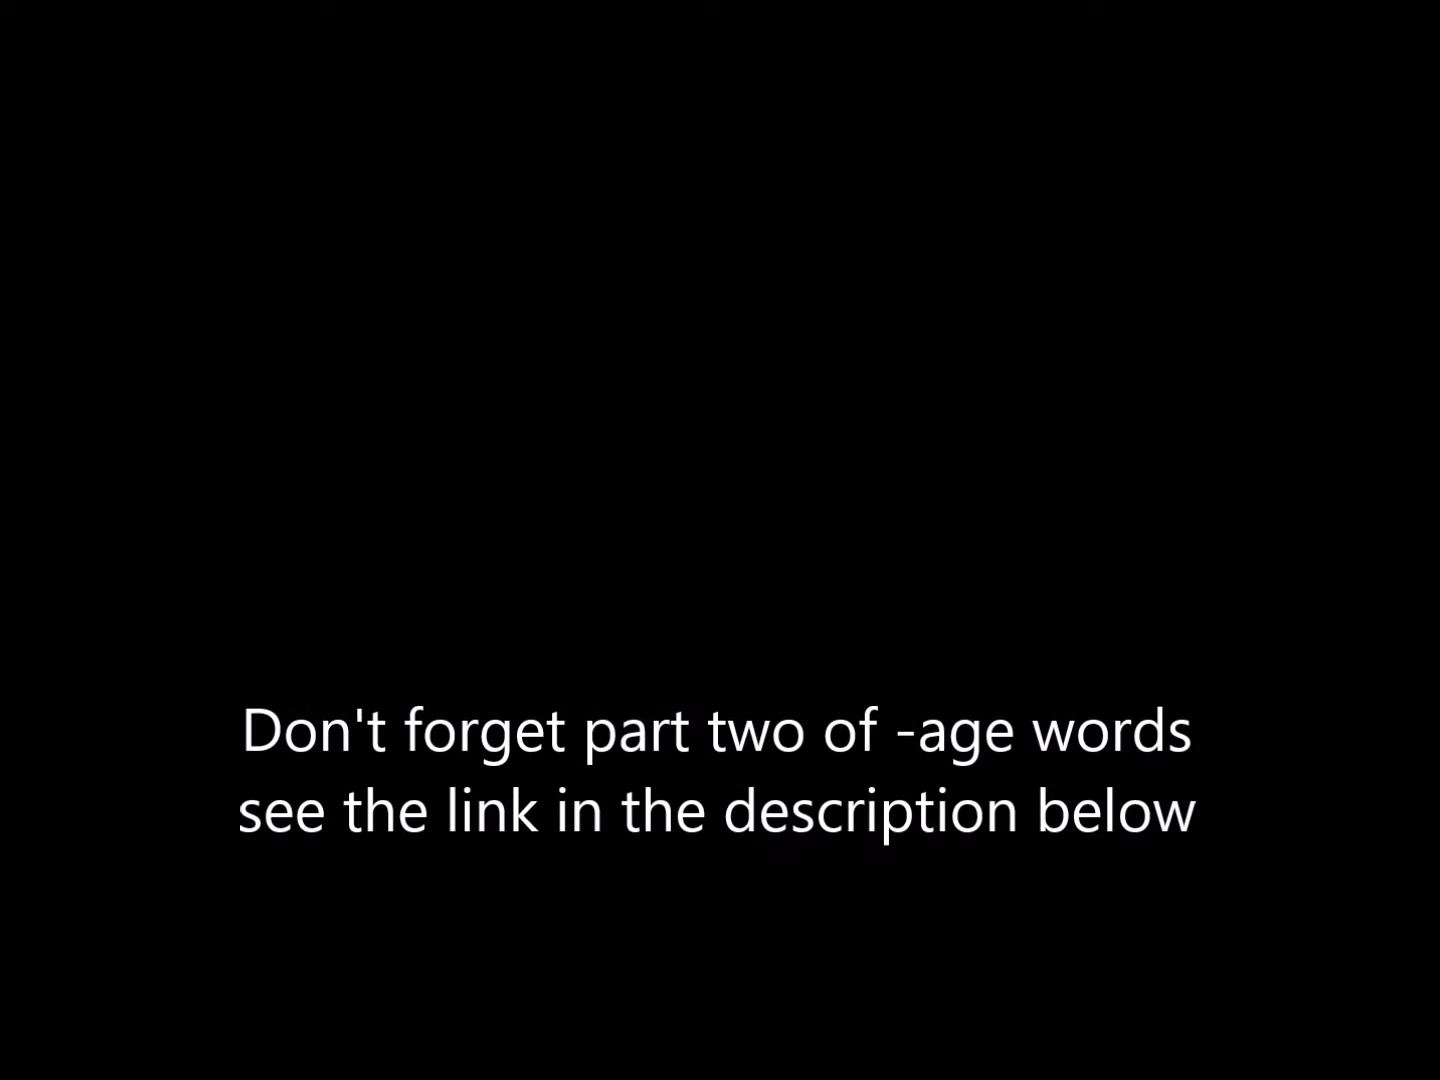 Don't forget part two of -age words
see the link in the description below